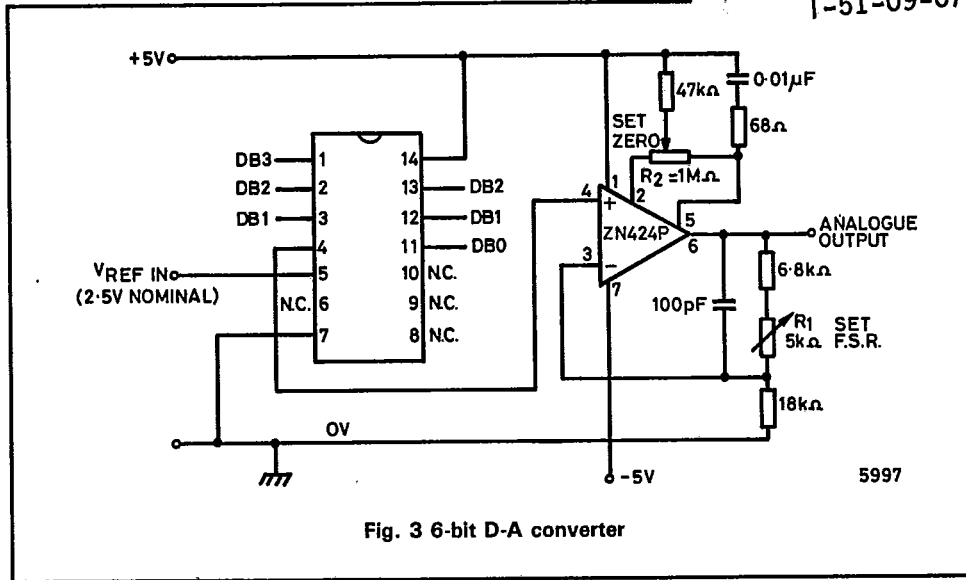 T-51-09-07
+5V
47kΩ
0·01µF
68Ω
SET
ZERO
R2 =1MΩ
DB3
1
14
DB2
2
13
DB2
DB1
3
12
DB1
4
11
DB0
VREF IN
(2·5V NOMINAL)
5
10
N.C.
N.C.
6
9
N.C.
7
8
N.C.
4
+
1
2
5
ZN424P
6
3
−
7
ANALOGUE
OUTPUT
6·8kΩ
100pF
R1
5kΩ
SET
F.S.R.
18kΩ
0V
-5V
5997
Fig. 3 6-bit D-A converter